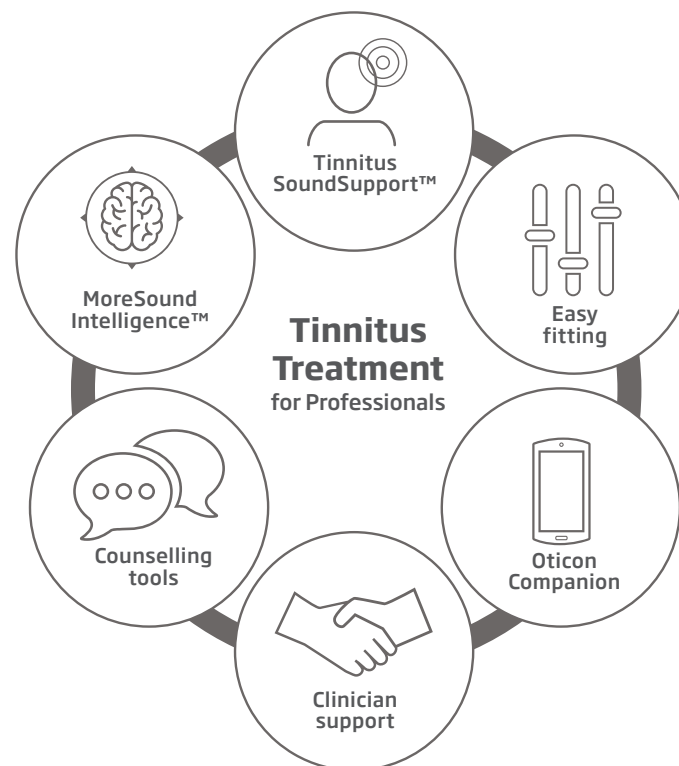 Tinnitus
SoundSupport™
Easy
fitting
Oticon
Companion
Clinician
support
Counselling
tools
MoreSound
Intelligence™
Tinnitus
Treatment
for Professionals